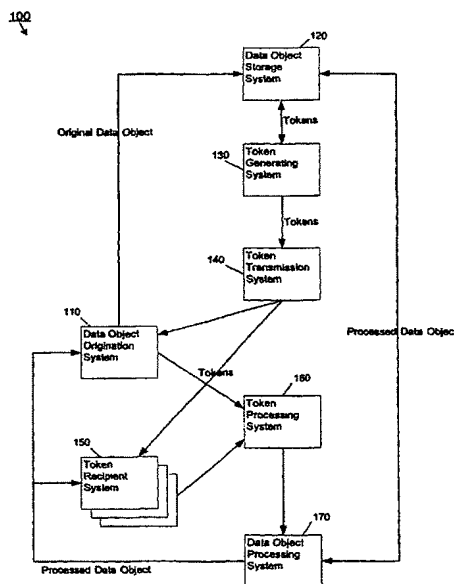 100
120
Data Object
Storage
System
Original Data Object
Tokens
130
Token
Generating
System
Tokens
140
Token
Transmission
System
110
Data Object
Origination
System
Processed Data Object
Tokens
160
Token
Processing
System
150
Token
Recipient
System
170
Data Object
Processing
System
Processed Data Object